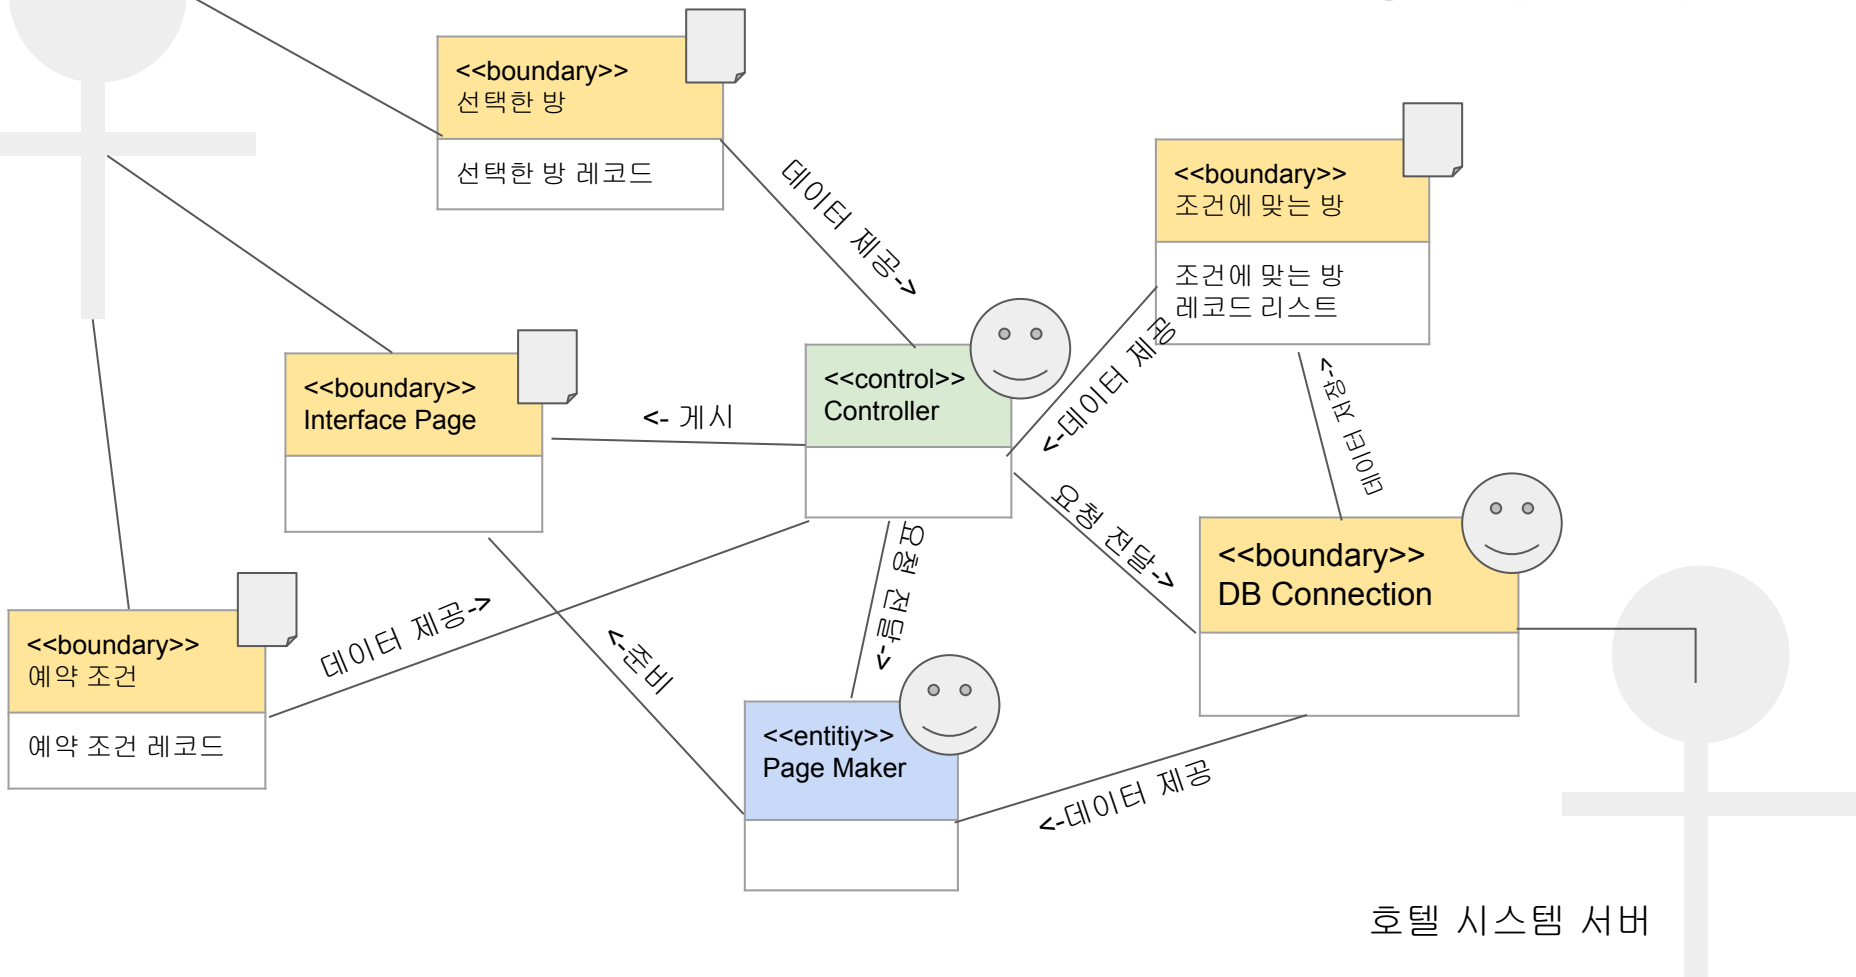 <<boundary>>
선택한 방
선택한 방 레코드
데이터 제공->
<<boundary>>
조건에 맞는 방
조건에 맞는 방
레코드 리스트
<<boundary>>
Interface Page
<- 게시
<<control>>
Controller
<-데이터 제공
<-데이터 저장
요청 전달->
요청 전달->
<<boundary>>
DB Connection
<<boundary>>
예약 조건
예약 조건 레코드
데이터 제공->
<-준비
<<entitiy>>
Page Maker
<-데이터 제공
호텔 시스템 서버